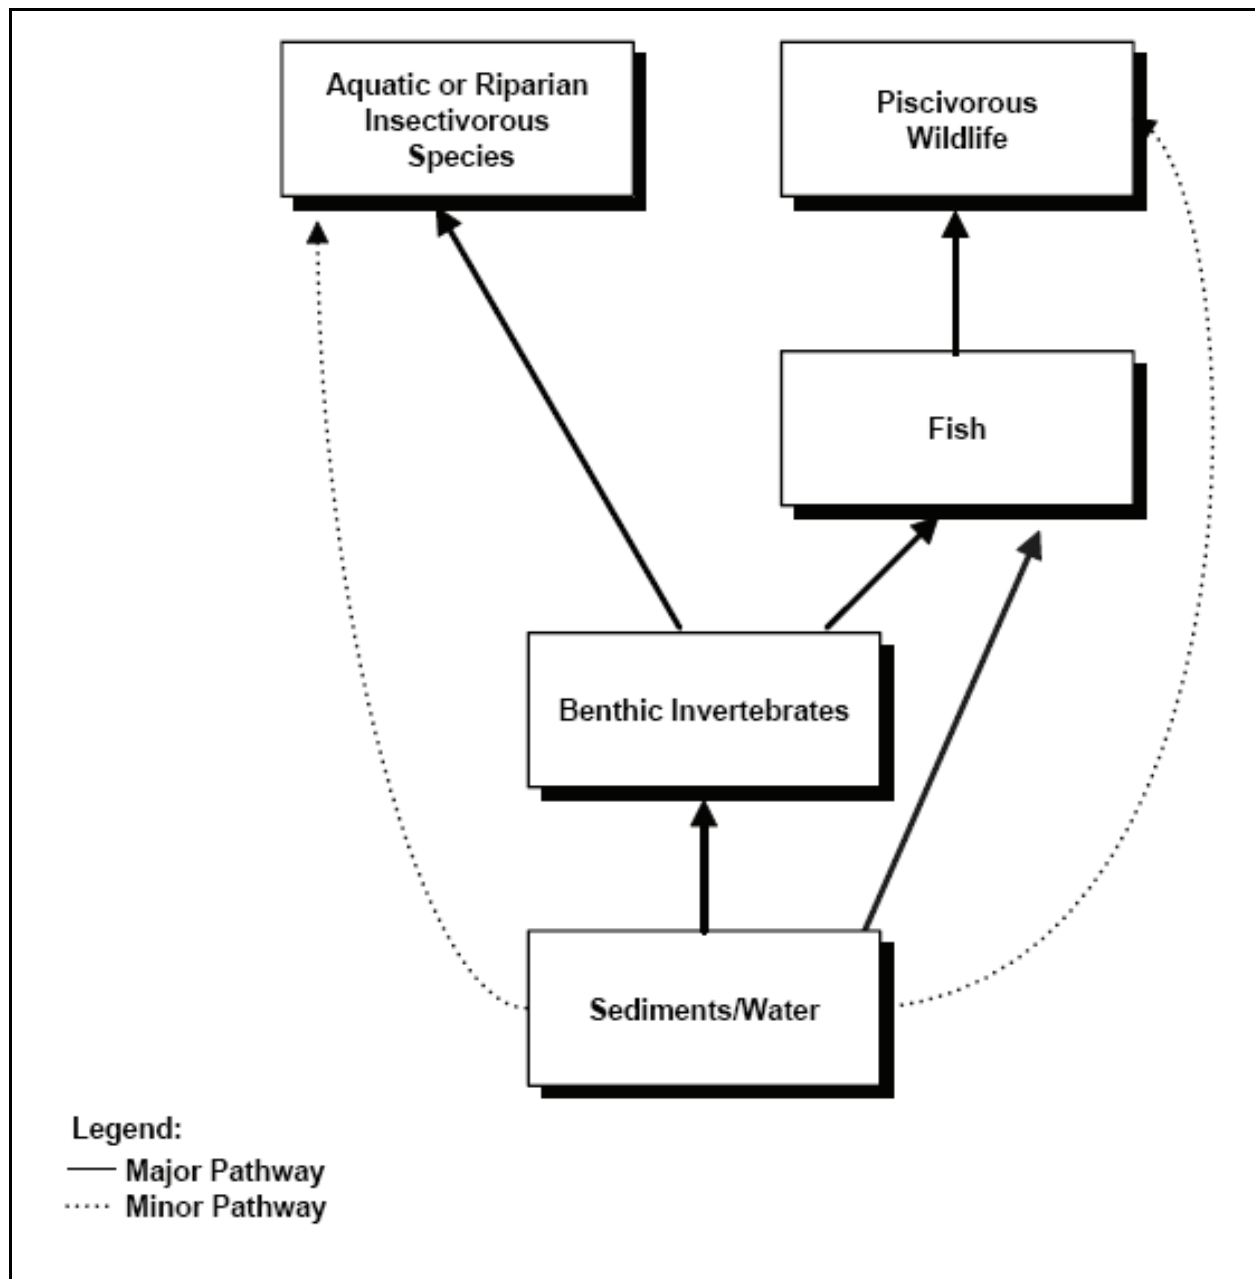 Aquatic or Riparian
Insectivorous
Species
Piscivorous
Wildlife
Fish
Benthic Invertebrates
Sediments/Water
Legend:
Major Pathway
Minor Pathway